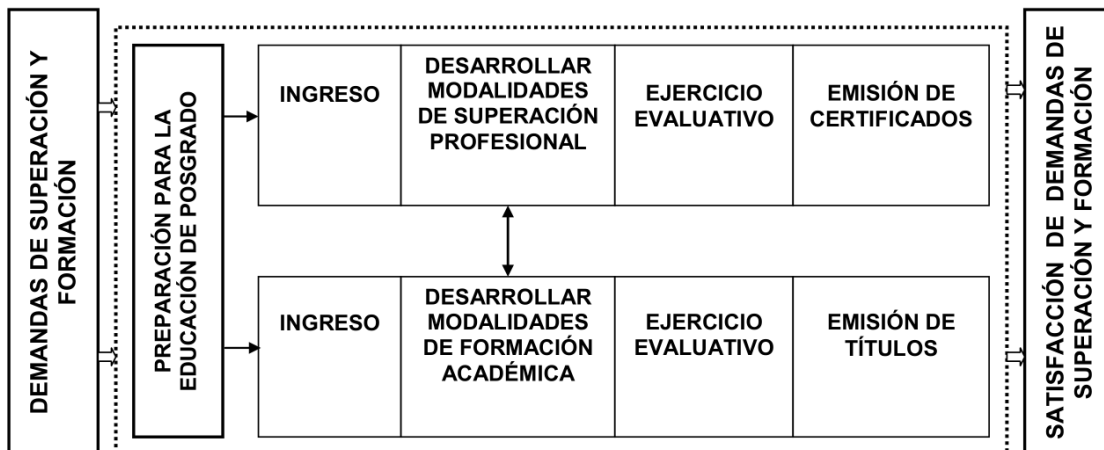 DEMANDAS DE SUPERACIÓN Y
FORMACIÓN
PREPARACIÓN PARA LA
EDUCACIÓN DE POSGRADO
INGRESO
DESARROLLAR
MODALIDADES
DE SUPERACIÓN
PROFESIONAL
EJERCICIO
EVALUATIVO
EMISIÓN DE
CERTIFICADOS
INGRESO
DESARROLLAR
MODALIDADES
DE FORMACIÓN
ACADÉMICA
EJERCICIO
EVALUATIVO
EMISIÓN DE
TÍTULOS
SATISFACCIÓN DE DEMANDAS DE
SUPERACIÓN Y FORMACIÓN